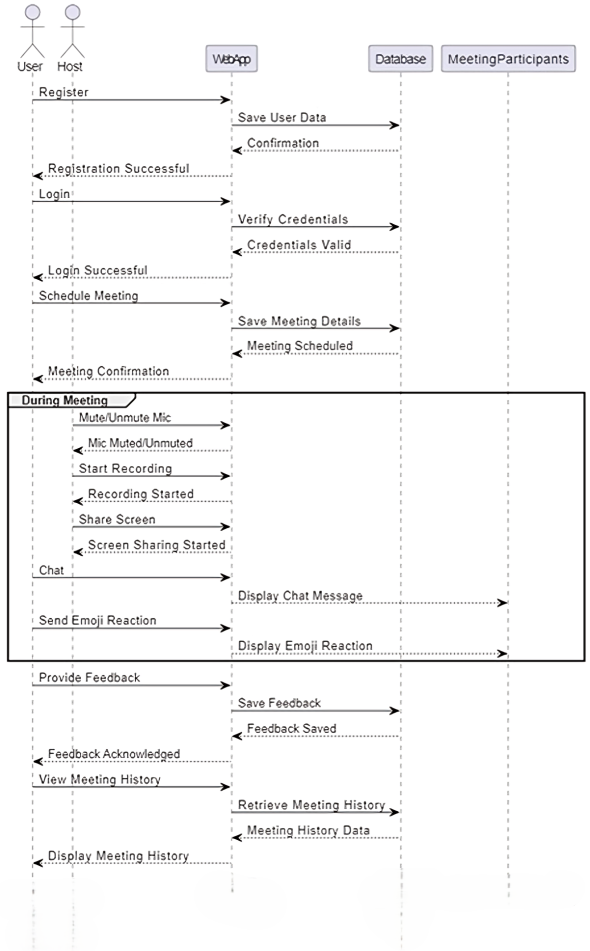 User
Host
WebApp
Database
MeetingParticipants
Register
Save User Data
Confirmation
Registration Successful
Login
Verify Credentials
Credentials Valid
Login Successful
Schedule Meeting
Save Meeting Details
Meeting Scheduled
Meeting Confirmation
During Meeting
Mute/Unmute Mic
Mic Muted/Unmuted
Start Recording
Recording Started
Share Screen
Screen Sharing Started
Chat
Display Chat Message
Send Emoji Reaction
Display Emoji Reaction
Provide Feedback
Save Feedback
Feedback Saved
Feedback Acknowledged
View Meeting History
Retrieve Meeting History
Meeting History Data
Display Meeting History